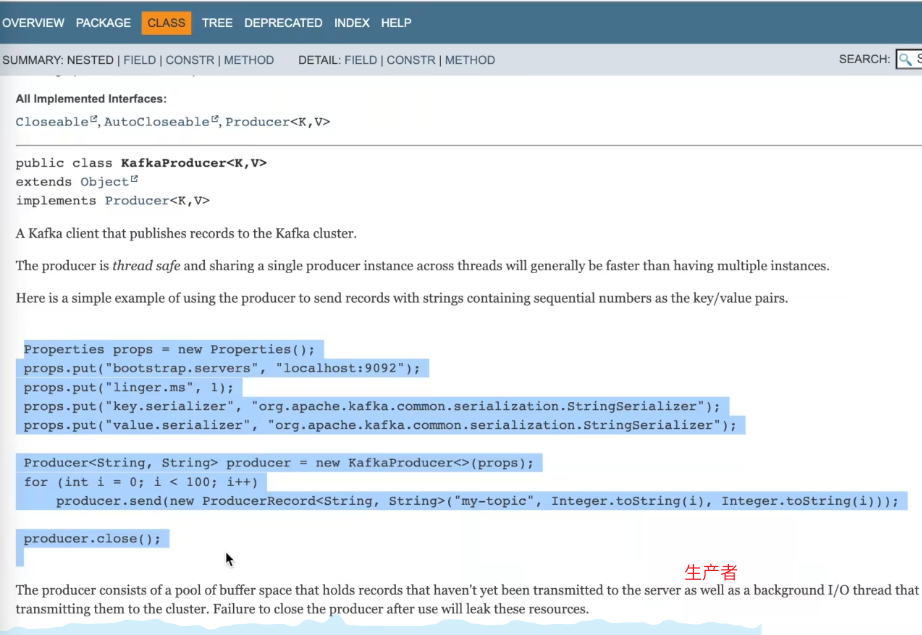 OVERVIEW PACKAGE CLASS TREE DEPRECATED INDEX HELP
SUMMARY: NESTED | FIELD | CONSTR | METHOD DETAIL: FIELD | CONSTR | METHOD SEARCH:
All Implemented Interfaces:
Closeable, AutoCloseable, Producer<K,V>
public class KafkaProducer<K,V>
extends Object
implements Producer<K,V>
A Kafka client that publishes records to the Kafka cluster.
The producer is thread safe and sharing a single producer instance across threads will generally be faster than having multiple instances.
Here is a simple example of using the producer to send records with strings containing sequential numbers as the key/value pairs.
Properties props = new Properties();
props.put("bootstrap.servers", "localhost:9092");
props.put("linger.ms", 1);
props.put("key.serializer", "org.apache.kafka.common.serialization.StringSerializer");
props.put("value.serializer", "org.apache.kafka.common.serialization.StringSerializer");
Producer<String, String> producer = new KafkaProducer<>(props);
for (int i = 0; i < 100; i++)
producer.send(new ProducerRecord<String, String>("my-topic", Integer.toString(i), Integer.toString(i)));
producer.close();
生产者
The producer consists of a pool of buffer space that holds records that haven't yet been transmitted to the server as well as a background I/O thread that
transmitting them to the cluster. Failure to close the producer after use will leak these resources.